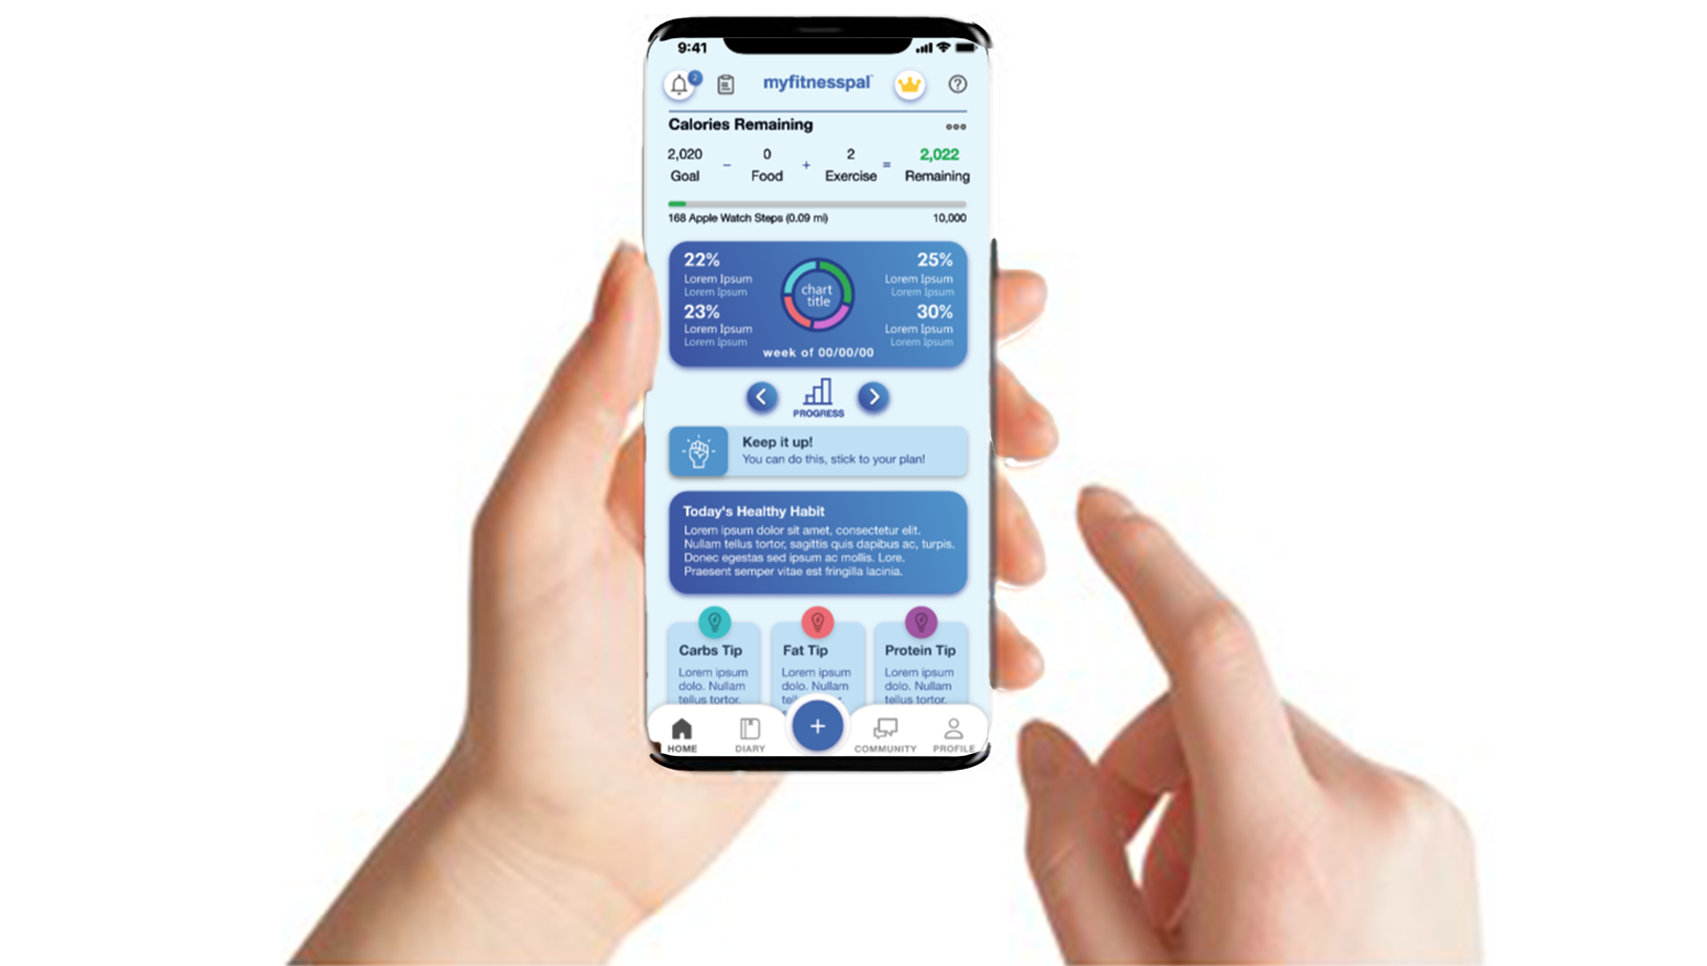 9:41
2
myfitnesspal
Calories Remaining
2,020 - 0 + 2 = 2,022
Goal Food Exercise Remaining
168 Apple Watch Steps (0.09 mi) 10,000
22% 25%
Lorem Ipsum Lorem Ipsum
Lorem Ipsum Lorem Ipsum
chart
title
23% 30%
Lorem Ipsum Lorem Ipsum
Lorem Ipsum Lorem Ipsum
week of 00/00/00
PROGRESS
Keep it up!
You can do this, stick to your plan!
Today's Healthy Habit
Lorem ipsum dolor sit amet, consectetur elit.
Nullam tellus tortor, sagittis quis dapibus ac, turpis.
Donec egestas sed ipsum ac mollis. Lore.
Praesent semper vitae est fringilla lacinia.
Carbs Tip
Lorem ipsum
dolo. Nullam
tellus tortor.
Fat Tip
Lorem ipsum
dolo. Nullam
Protein Tip
Lorem ipsum
dolo. Nullam
tellus tortor.
+
HOME DIARY COMMUNITY PROFILE